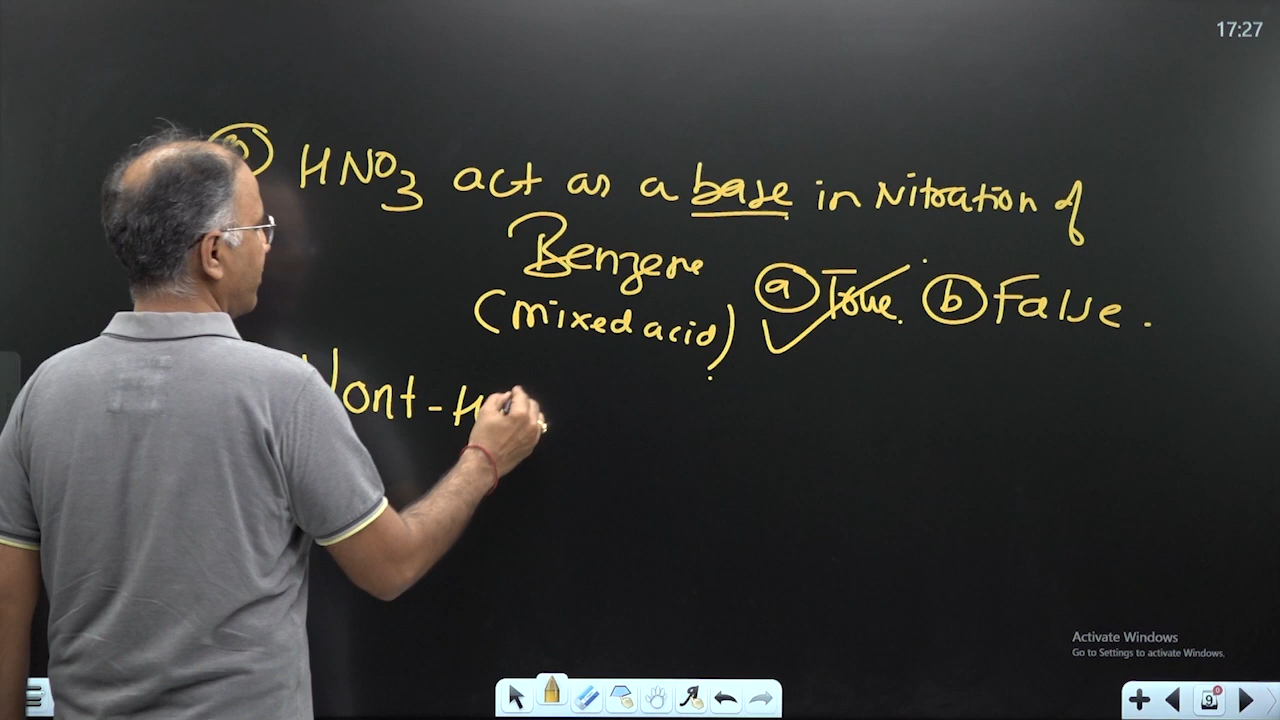 17:27
HNO3 act as a base in Nitration of
Benzene
(mixed acid) a True. b False.
Activate Windows
Go to Settings to activate Windows.
9